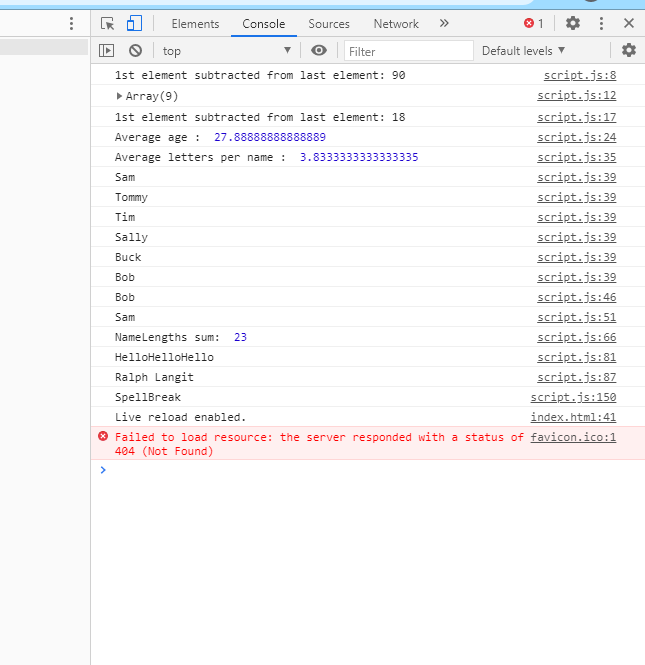 Elements Console Sources Network 1
top Filter Default levels
1st element subtracted from last element: 90 script.js:8
Array(9) script.js:12
1st element subtracted from last element: 18 script.js:17
Average age : 27.88888888888889 script.js:24
Average letters per name : 3.8333333333333335 script.js:35
Sam script.js:39
Tommy script.js:39
Tim script.js:39
Sally script.js:39
Buck script.js:39
Bob script.js:39
Bob script.js:46
Sam script.js:51
NameLengths sum: 23 script.js:66
HelloHelloHello script.js:81
Ralph Langit script.js:87
SpellBreak script.js:150
Live reload enabled. index.html:41
Failed to load resource: the server responded with a status of favicon.ico:1
404 (Not Found)